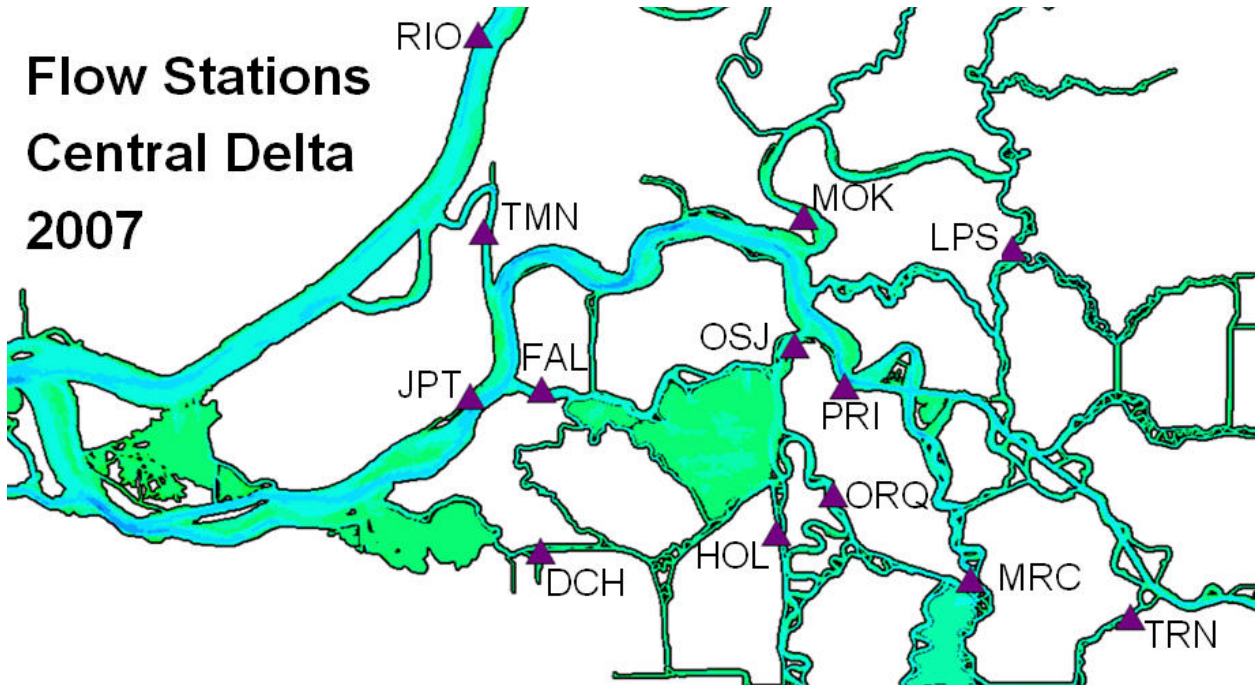 Flow Stations
Central Delta
2007
RIO
TMN
MOK
LPS
OSJ
FAL
JPT
PRI
ORQ
HOL
DCH
MRC
TRN